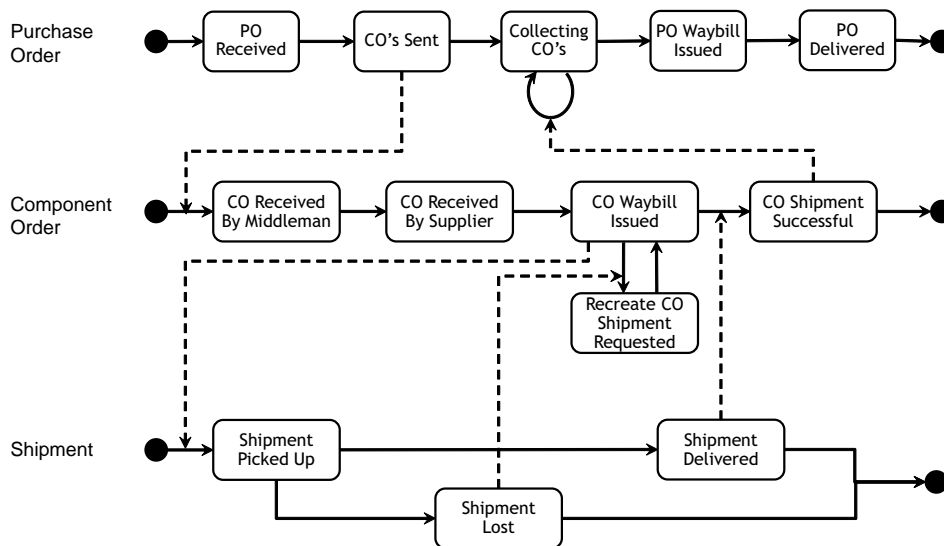 Purchase
Order
PO
Received
CO's Sent
Collecting
CO's
PO Waybill
Issued
PO
Delivered
Component
Order
CO Received
By Middleman
CO Received
By Supplier
CO Waybill
Issued
CO Shipment
Successful
Recreate CO
Shipment
Requested
Shipment
Shipment
Picked Up
Shipment
Delivered
Shipment
Lost